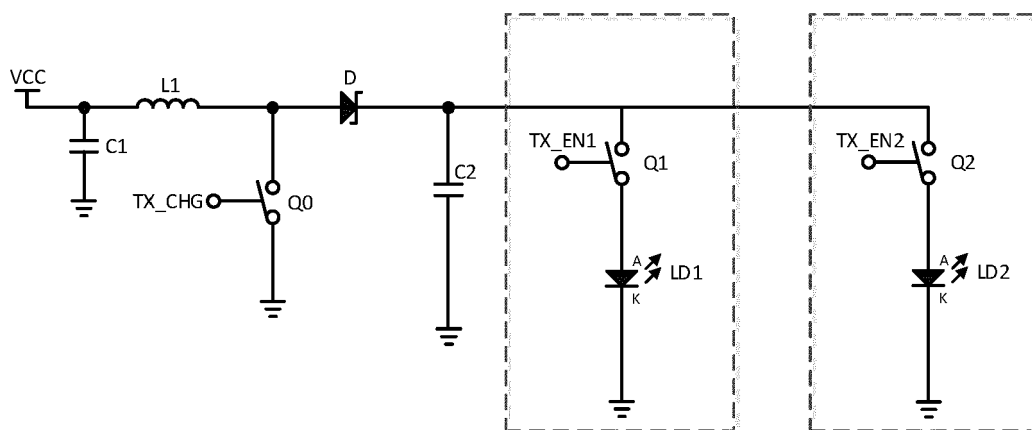 VCC
L1
D
C1
TX_CHG
Q0
C2
TX_EN1
Q1
A
LD1
K
TX_EN2
Q2
A
LD2
K